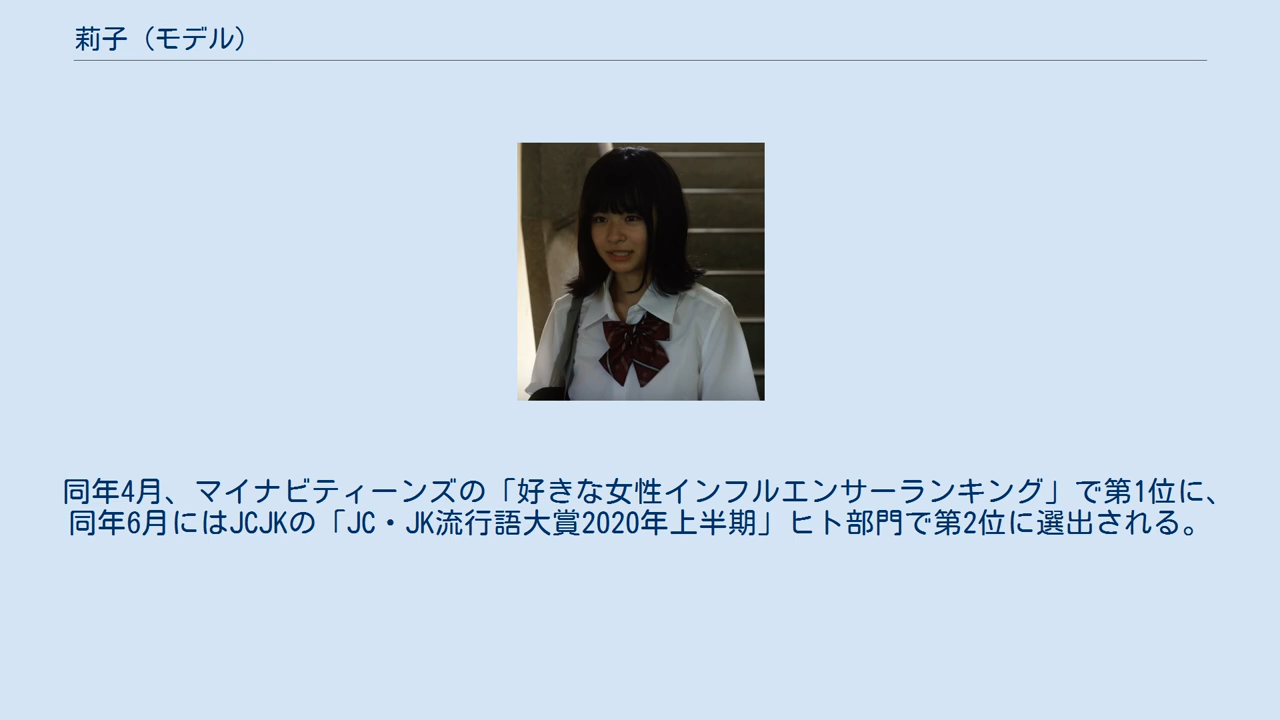 莉子（モデル）
同年4月、マイナビティーンズの「好きな女性インフルエンサーランキング」で第1位に、
同年6月にはJCJKの「JC・JK流行語大賞2020年上半期」ヒト部門で第2位に選出される。